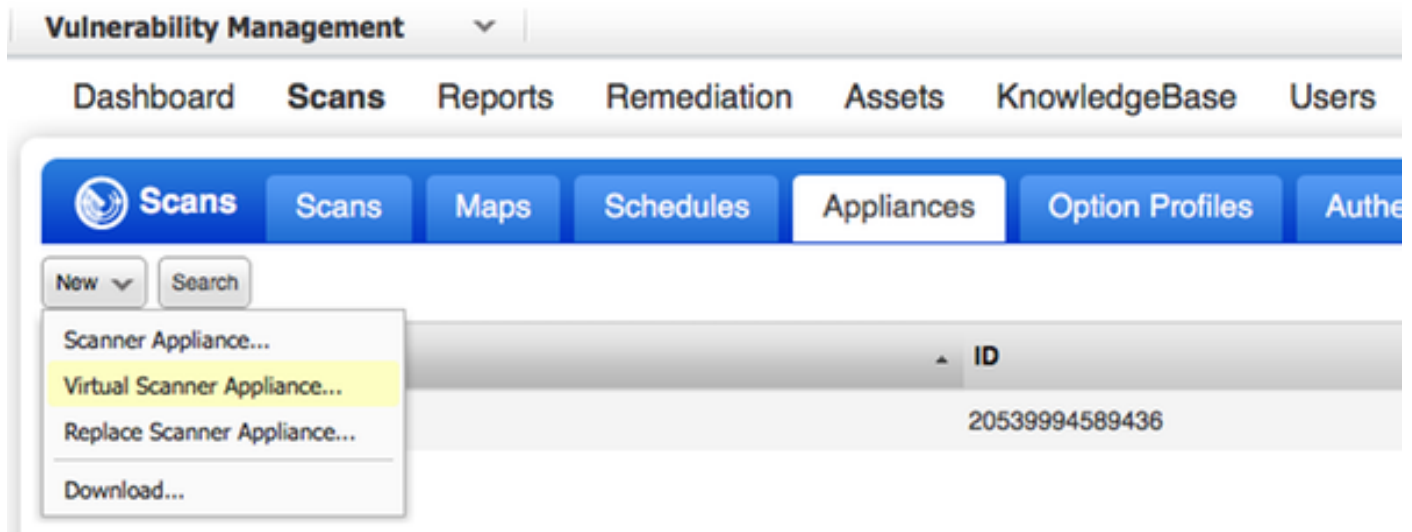 Vulnerability Management
Dashboard Scans Reports Remediation Assets KnowledgeBase Users
Scans Scans Maps Schedules Appliances Option Profiles
New Search
Scanner Appliance...
ID
Virtual Scanner Appliance...
Replace Scanner Appliance...
20539994589436
Download...